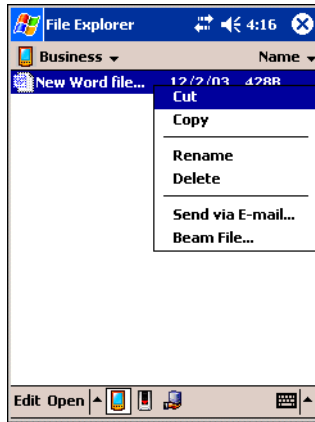 File Explorer 4:16
Business Name
New Word file... 12/2/03 428B
Cut
Copy
Rename
Delete
Send via E-mail...
Beam File...
Edit Open